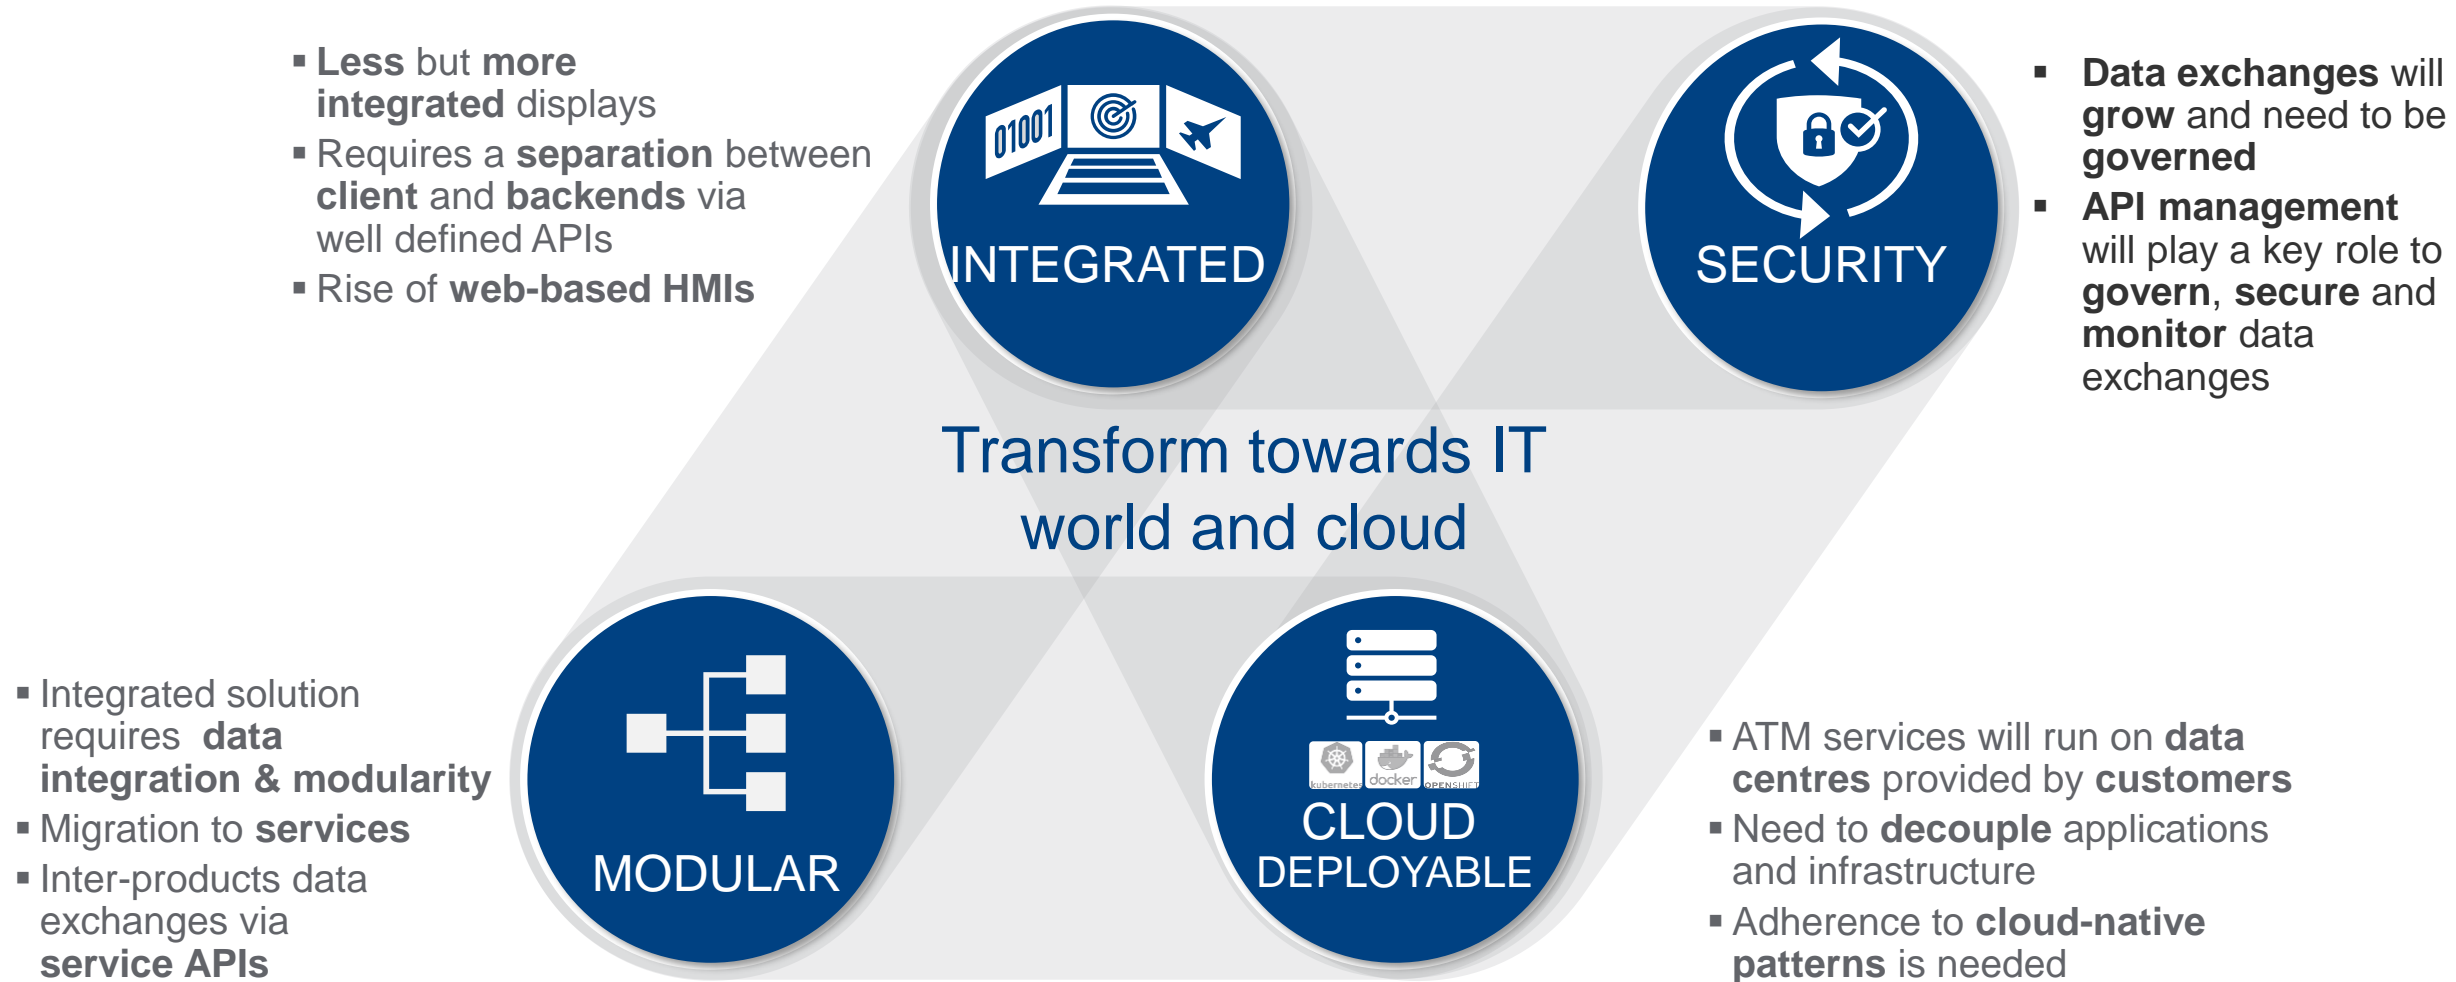 ▪ Less but more
integrated displays
▪ Requires a separation between
client and backends via
well defined APIs
▪ Rise of web-based HMIs
01001
INTEGRATED
SECURITY
▪ Data exchanges will
grow and need to be
governed
▪ API management
will play a key role to
govern, secure and
monitor data
exchanges
Transform towards IT
world and cloud
▪ Integrated solution
requires data
integration & modularity
▪ Migration to services
▪ Inter-products data
exchanges via
service APIs
MODULAR
kubernetes
docker
OPENSHIFT
CLOUD
DEPLOYABLE
▪ ATM services will run on data
centres provided by customers
▪ Need to decouple applications
and infrastructure
▪ Adherence to cloud-native
patterns is needed